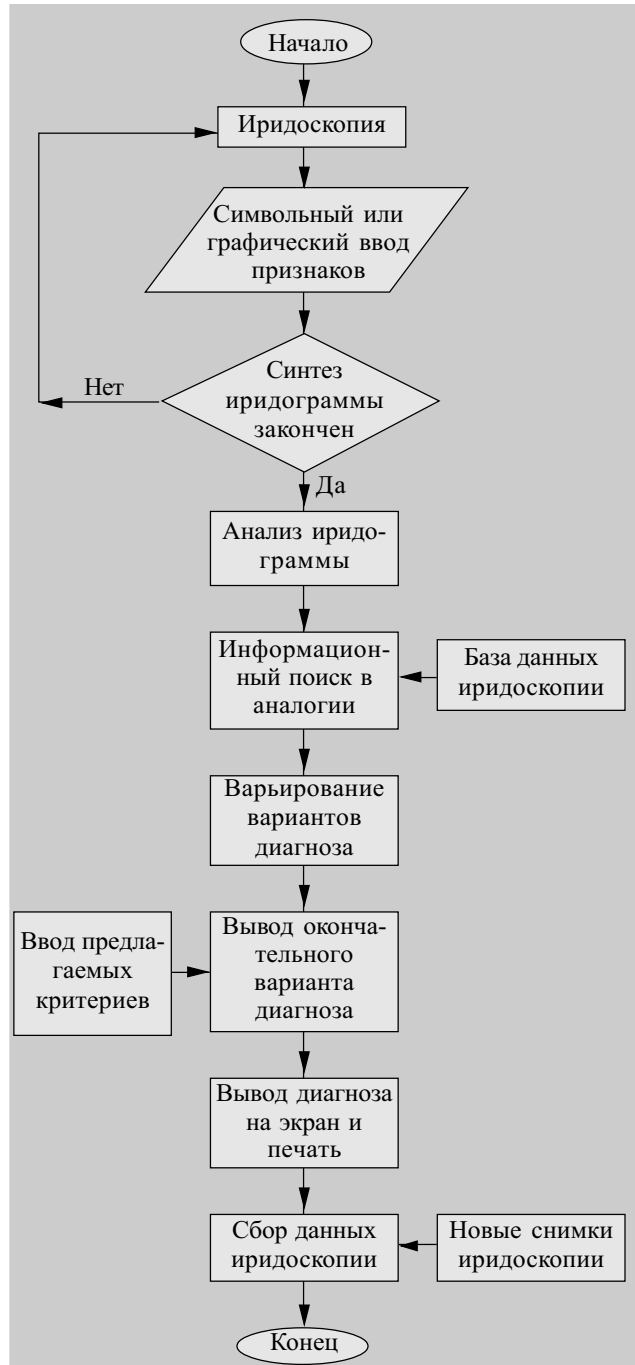 Начало
Иридоскопия
Символьный или
графический ввод
признаков
Синтез
иридограммы
закончен
Нет
Да
Анализ иридо-
граммы
Информацион-
ный поиск в
аналогии
База данных
иридоскопии
Варьирование
вариантов
диагноза
Ввод предла-
гаемых
критериев
Вывод оконча-
тельного
варианта
диагноза
Вывод диагноза
на экран и
печать
Сбор данных
иридоскопии
Новые снимки
иридоскопии
Конец